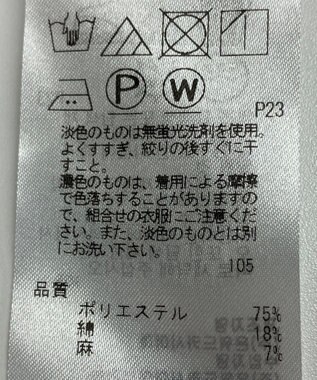 P
W
P23
淡色のものは無蛍光洗剤を使用。
よくすすぎ、絞りの後すぐに干
すこと。
濃色のものは、着用による摩擦
で色落ちすることがありますの
で、組合せの衣服にご注意くだ
さい。また、淡色のものとは別
にお洗い下さい。
105
品質
ポリエステル 75%
綿 18%
麻 7%